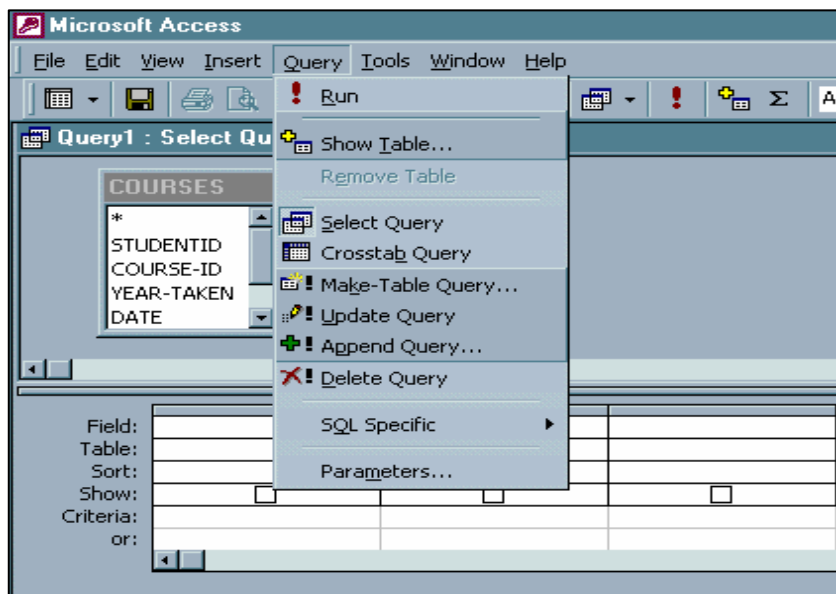 Microsoft Access
File Edit View Insert Query Tools Window Help
Run
Σ A
Query1 : Select Qu
Show Table...
Remove Table
COURSES
*
STUDENTID
COURSE-ID
YEAR-TAKEN
DATE
Select Query
Crosstab Query
Make-Table Query...
Update Query
Append Query...
Delete Query
SQL Specific
Parameters...
Field:
Table:
Sort:
Show:
Criteria:
or: